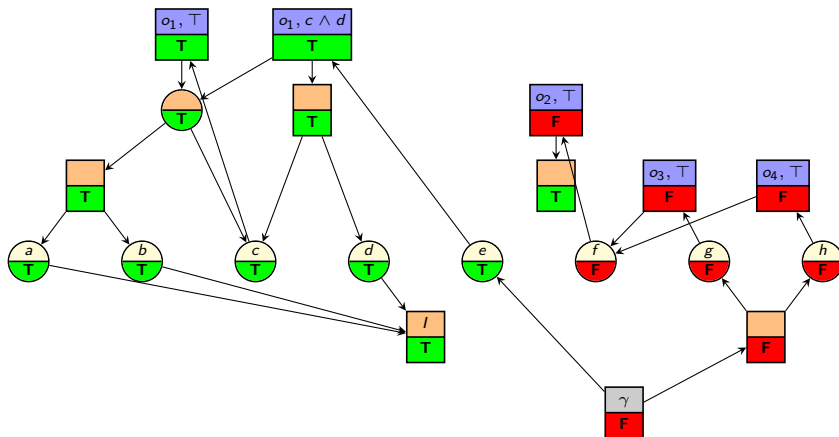 o₁, ⊤
T
o₁, c ∧ d
T
T
T
o₂, ⊤
F
T
o₃, ⊤
F
o₄, ⊤
F
T
a
T
b
T
c
T
d
T
e
T
f
F
g
F
h
F
I
T
F
γ
F